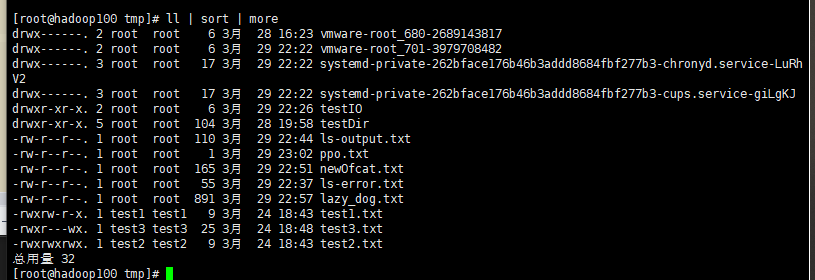 [root@hadoop100 tmp]# ll | sort | more
drwx------. 2 root  root    6 3月  28 16:23 vmware-root_680-2689143817
drwx------. 2 root  root    6 3月  29 22:22 vmware-root_701-3979708482
drwx------. 3 root  root   17 3月  29 22:22 systemd-private-262bface176b46b3addd8684fbf277b3-chronyd.service-LuRh
V2
drwx------. 3 root  root   17 3月  29 22:22 systemd-private-262bface176b46b3addd8684fbf277b3-cups.service-giLgKJ
drwxr-xr-x. 2 root  root    6 3月  29 22:26 testIO
drwxr-xr-x. 5 root  root  104 3月  28 19:58 testDir
-rw-r--r--. 1 root  root  110 3月  29 22:44 ls-output.txt
-rw-r--r--. 1 root  root    1 3月  29 23:02 ppo.txt
-rw-r--r--. 1 root  root  165 3月  29 22:51 newOfcat.txt
-rw-r--r--. 1 root  root   55 3月  29 22:37 ls-error.txt
-rw-r--r--. 1 root  root  891 3月  29 22:57 lazy_dog.txt
-rwxrw-r-x. 1 test1 test1   9 3月  24 18:43 test1.txt
-rwxr---wx. 1 test3 test3  25 3月  24 18:48 test3.txt
-rwxrwxrwx. 1 test2 test2   9 3月  24 18:43 test2.txt
总用量 32
[root@hadoop100 tmp]#